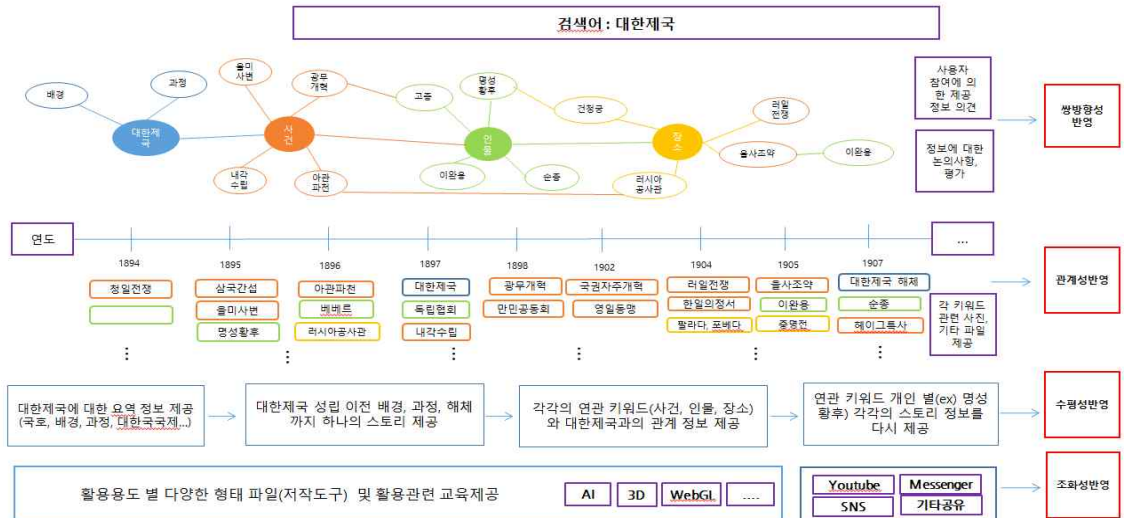 검색어 : 대한제국
배경
과정
을미
사변
광무
개혁
고종
명성
황후
건청궁
러일
전쟁
대한제
국
사건
인물
장소
내각
수립
아관
파천
이완용
순종
러시아
공사관
을사조약
이완용
사용자
참여에 의
한 제공
정보 의견
정보에 대한
논의사항,
평가
쌍방향성
반영
연도
...
1894
1895
1896
1897
1898
1902
1904
1905
1907
청일전쟁
삼국간섭
을미사변
명성황후
아관파천
베베르
러시아공사관
대한제국
독립협회
내각수립
광무개혁
만민공동회
국권자주개혁
영일동맹
러일전쟁
한일의정서
팔라다, 포베다
을사조약
이완용
중명전
대한제국 해체
순종
헤이그특사
각 키워드
관련 사진,
기타 파일
제공
관계성반영
대한제국에 대한 요역 정보 제공
(국호, 배경, 과정, 대한국국제...)
대한제국 성립 이전 배경, 과정, 해체
까지 하나의 스토리 제공
각각의 연관 키워드(사건, 인물, 장소)
와 대한제국과의 관계 정보 제공
연관 키워드 개인 별(ex) 명성
황후) 각각의 스토리 정보를
다시 제공
수평성반영
활용용도 별 다양한 형태 파일(저작도구) 및 활용관련 교육제공
AI
3D
WebGL
....
Youtube
Messenger
SNS
기타공유
조화성반영